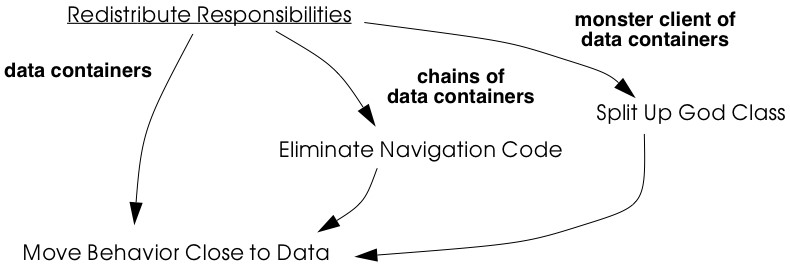 Redistribute Responsibilities
monster client of
data containers
data containers
chains of
data containers
Split Up God Class
Eliminate Navigation Code
Move Behavior Close to Data